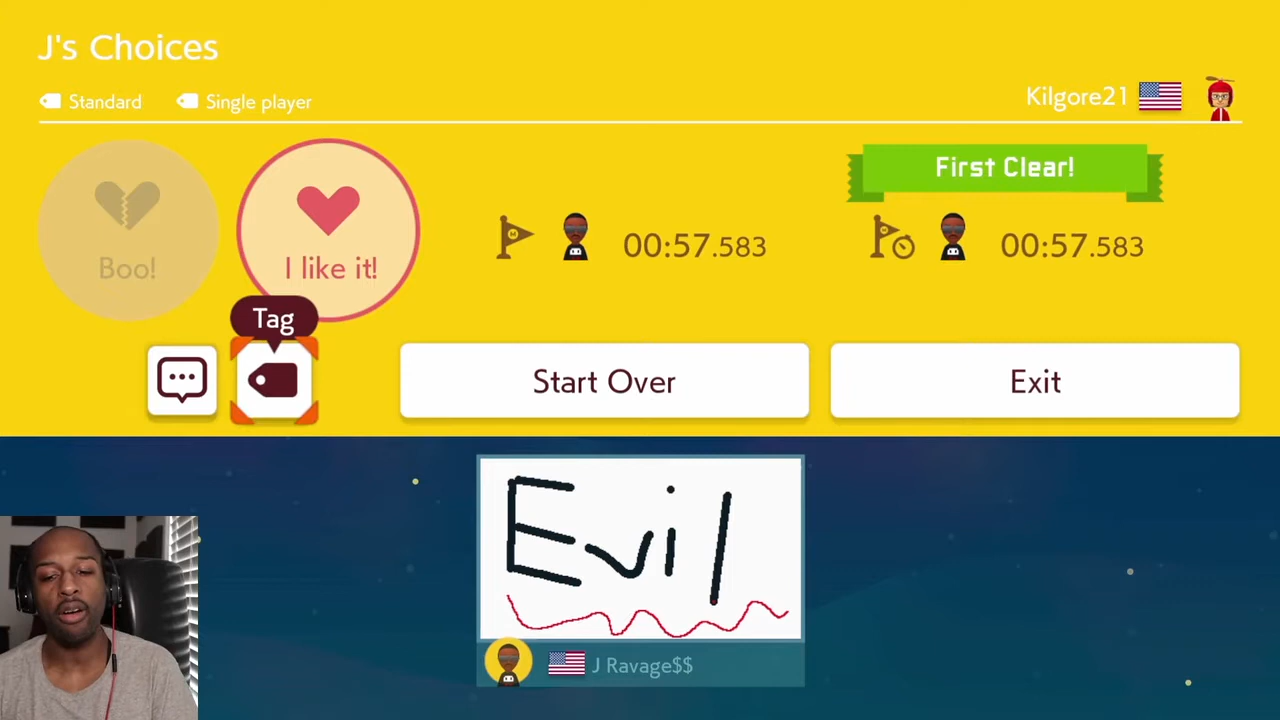 J's Choices
Standard Single player
Kilgore21
First Clear!
Boo!
I like it!
00:57.583
00:57.583
Tag
Start Over
Exit
Evil
J Ravage$$